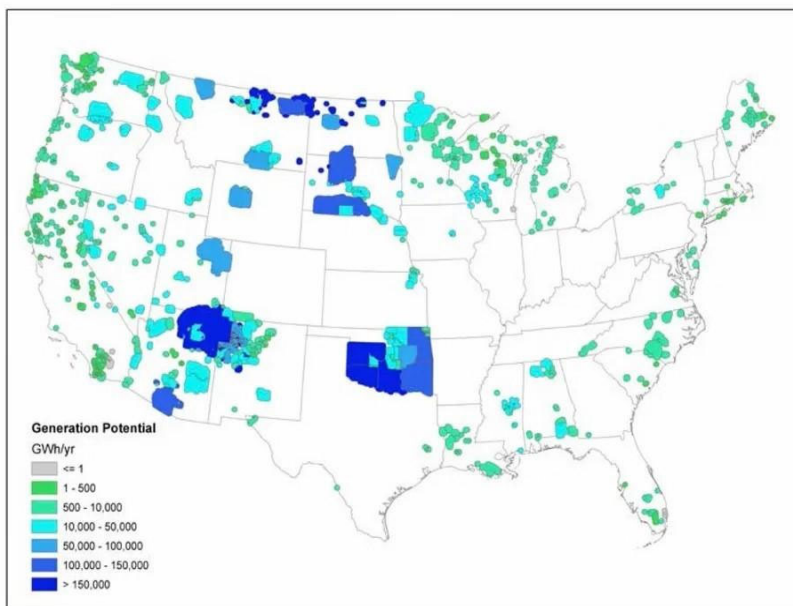 Generation Potential
GWh/yr
<= 1
1 - 500
500 - 10,000
10,000 - 50,000
50,000 - 100,000
100,000 - 150,000
> 150,000